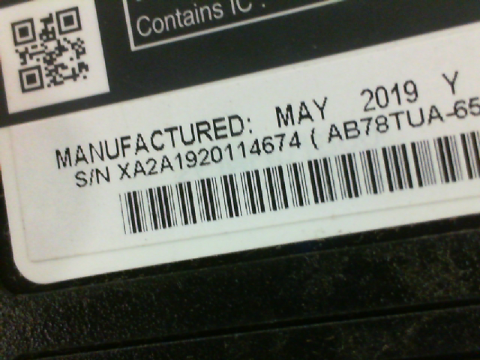 Contains IC :
MANUFACTURED: MAY 2019 Y
S/N XA2A1920114674 ( AB78TUA-65